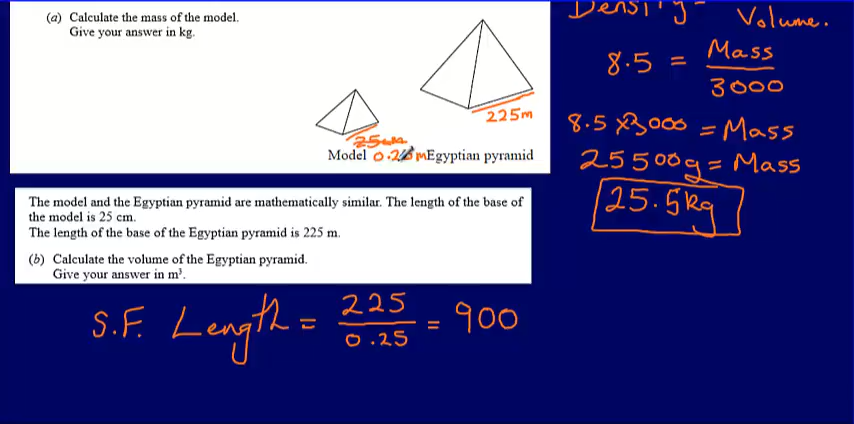 (a) Calculate the mass of the model.
Give your answer in kg.
225m
25cm
Model 0.25mEgyptian pyramid
The model and the Egyptian pyramid are mathematically similar. The length of the base of
the model is 25 cm.
The length of the base of the Egyptian pyramid is 225 m.
(b) Calculate the volume of the Egyptian pyramid.
Give your answer in m³.
S.F. Length = 225/0.25 = 900
Density =
Volume.
8.5 = Mass/3000
8.5 × 3000 = Mass
25500g = Mass
25.5kg